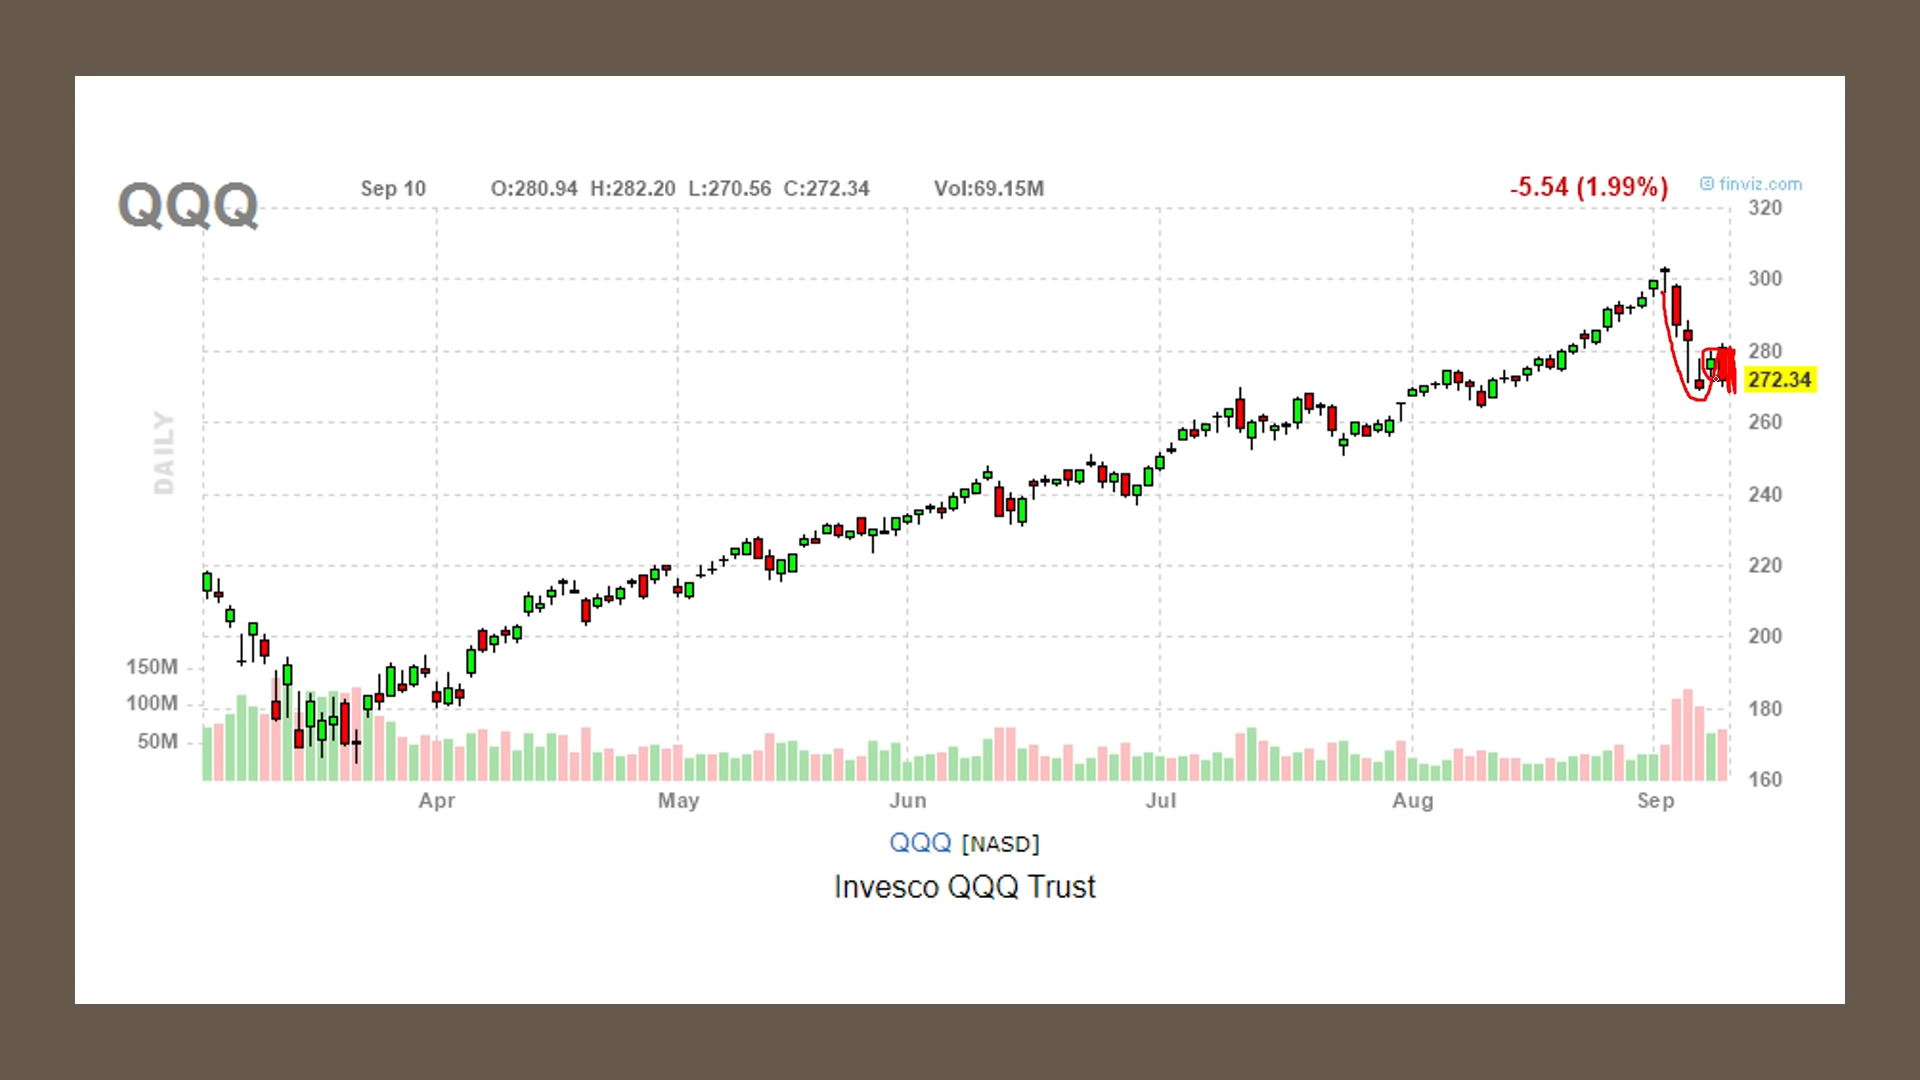 QQQ Sep 10 O:280.94 H:282.20 L:270.56 C:272.34 Vol:69.15M -5.54 (1.99%) © finviz.com
320
300
280
272.34
260
DAILY
240
220
200
150M
100M
180
50M
160
Apr May Jun Jul Aug Sep
QQQ [NASD]
Invesco QQQ Trust